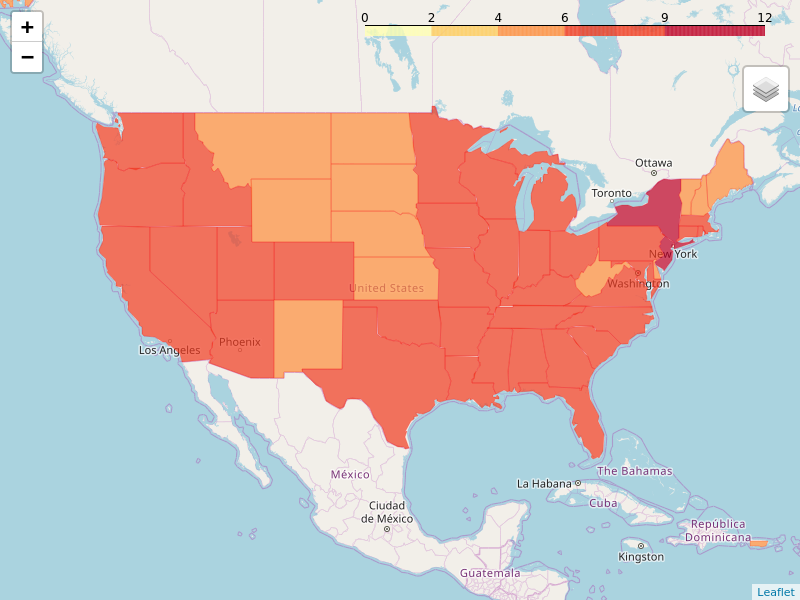 0 2 4 6 9 12
+
−
Ottawa
Toronto
New York
Washington
United States
Phoenix
Los Angeles
México
Ciudad
de México
La Habana
The Bahamas
Cuba
República
Dominicana
Kingston
Guatemala
Leaflet